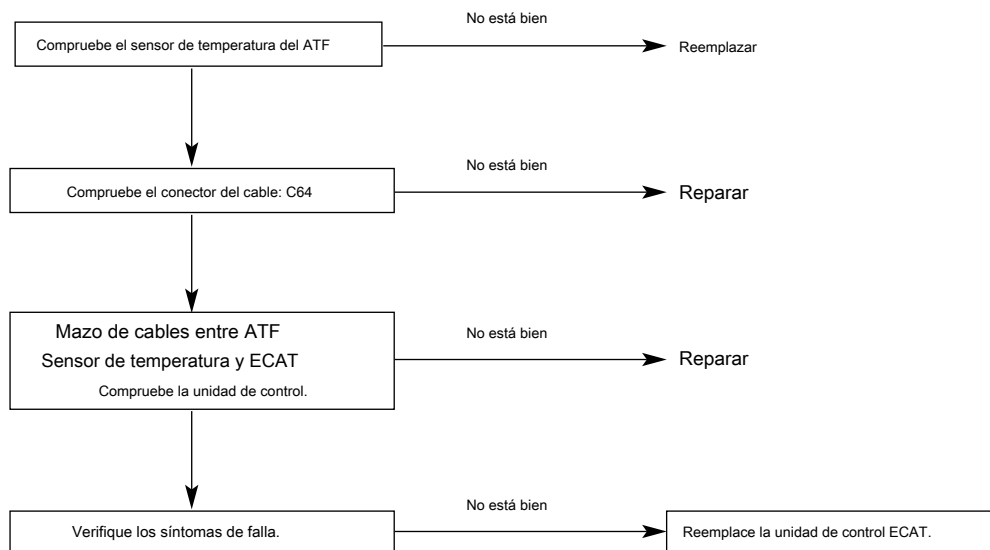 No está bien
Compruebe el sensor de temperatura del ATF
Reemplazar
No está bien
Compruebe el conector del cable: C64
Reparar
Mazo de cables entre ATF
Sensor de temperatura y ECAT
Compruebe la unidad de control.
No está bien
Reparar
No está bien
Verifique los síntomas de falla.
Reemplace la unidad de control ECAT.